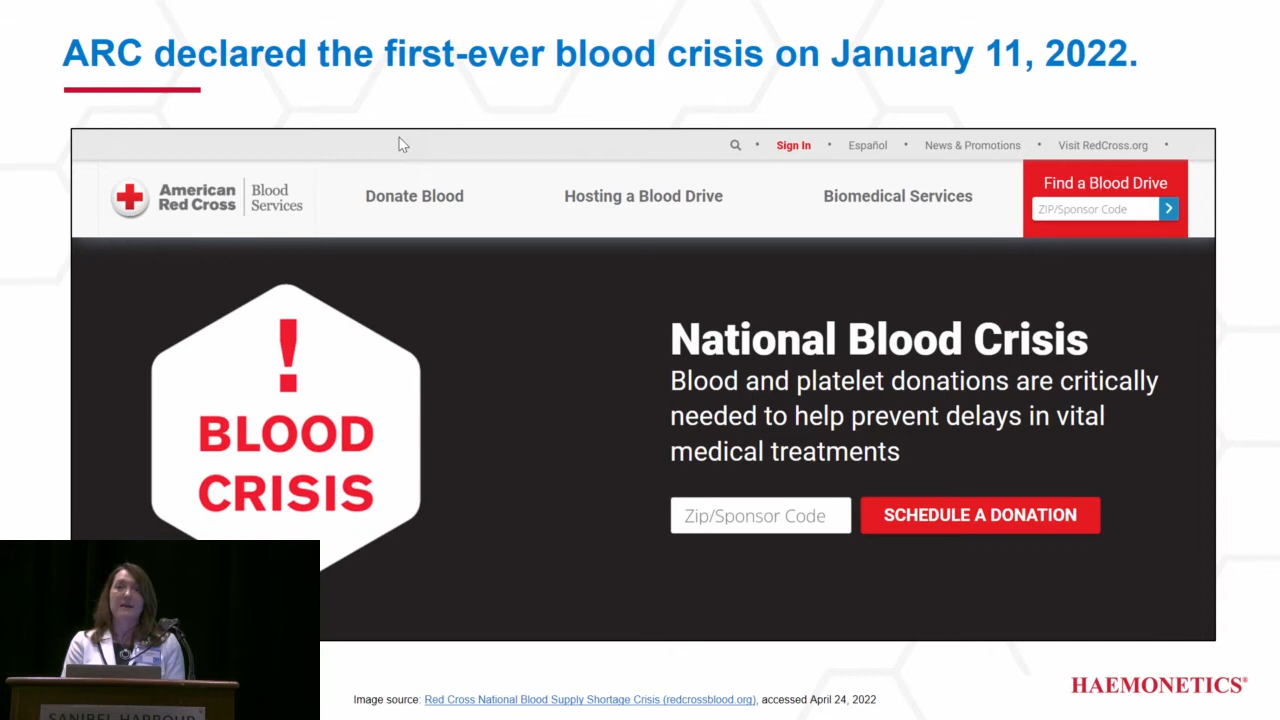 ARC declared the first-ever blood crisis on January 11, 2022.
Sign In • Español • News & Promotions • Visit RedCross.org •
American Red Cross
Blood Services
Donate Blood
Hosting a Blood Drive
Biomedical Services
Find a Blood Drive
ZIP/Sponsor Code
!
BLOOD
CRISIS
National Blood Crisis
Blood and platelet donations are critically
needed to help prevent delays in vital
medical treatments
Zip/Sponsor Code
SCHEDULE A DONATION
SANIBEL HARBOUR
Image source: Red Cross National Blood Supply Shortage Crisis (redcrossblood.org), accessed April 24, 2022
HAEMONETICS®